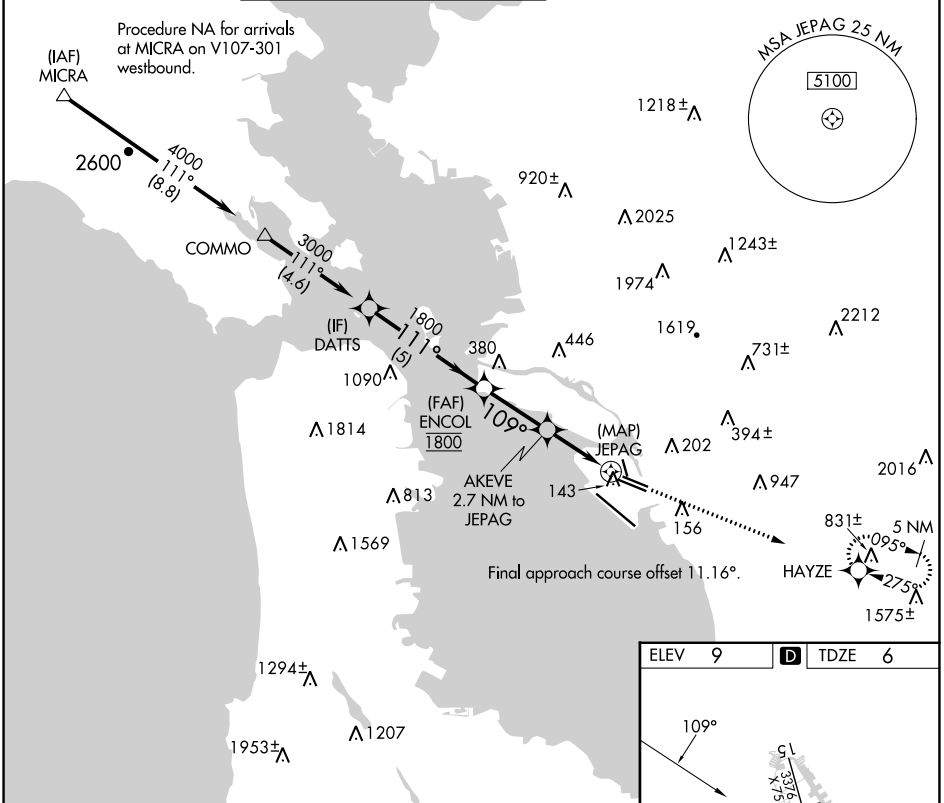 Procedure NA for arrivals
at MICRA on V107-301
westbound.
(IAF)
MICRA
2600
4000
111°
(8.8)
COMMO
3000
111°
(4.6)
(IF)
DATTS
1800
111°
(5)
MSA JEPAG 25 NM
5100
1218±
920±
2025
1243±
1974
2212
1619
731±
446
380
1090
(FAF)
ENCOL
1800
109°
1814
AKEVE
2.7 NM to
JEPAG
(MAP)
JEPAG
143
202
394±
947
2016
813
156
831±
5 NM
095°
HAYZE
275°
1575±
1569
Final approach course offset 11.16°.
1294±
1207
1953±
ELEV 9
D
TDZE 6
109°
15
3376
X 75